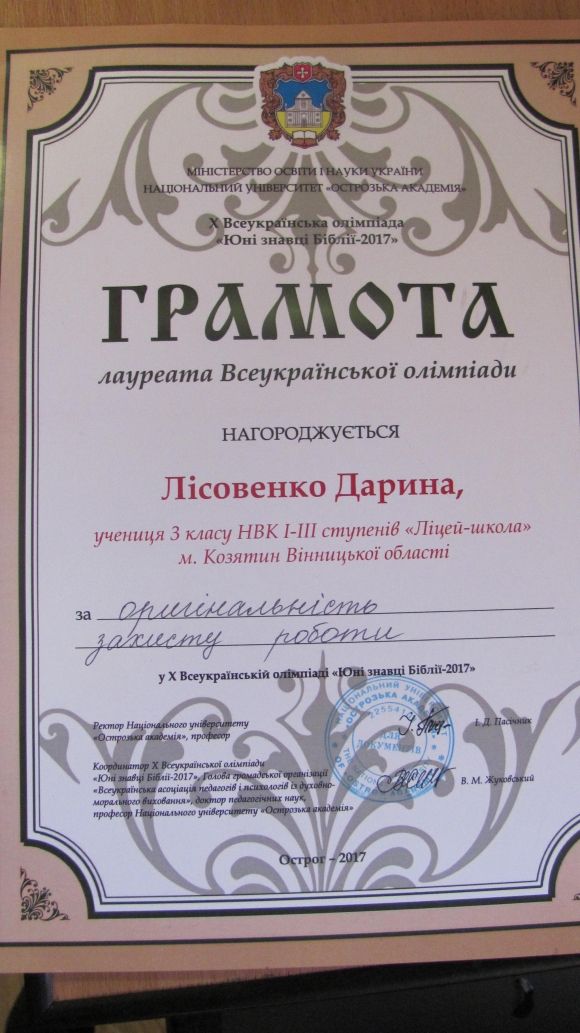 МІНІСТЕРСТВО ОСВІТИ І НАУКИ УКРАЇНИ
НАЦІОНАЛЬНИЙ УНІВЕРСИТЕТ «ОСТРОЗЬКА АКАДЕМІЯ»
X Всеукраїнська олімпіада
«Юні знавці Біблії-2017»
ГРАМОТА
лауреата Всеукраїнської олімпіади
НАГОРОДЖУЄТЬСЯ
Лісовенко Дарина,
учениця 3 класу НВК І-ІІІ ступенів «Ліцей-школа»
м. Козятин Вінницької області
за оригінальність
захисту роботи
у X Всеукраїнській олімпіаді «Юні знавці Біблії-2017»
Ректор Національного університету
«Острозька академія», професор
І. Д. Пасічник
Координатор X Всеукраїнської олімпіади
«Юні знавці Біблії-2017», Голова громадської організації
«Всеукраїнська асоціація педагогів і психологів із духовно-
морального виховання», доктор педагогічних наук,
професор Національного університету «Острозька академія»
В. М. Жуковський
ДЛЯ
ДОКУМЕНТІВ
Острог – 2017